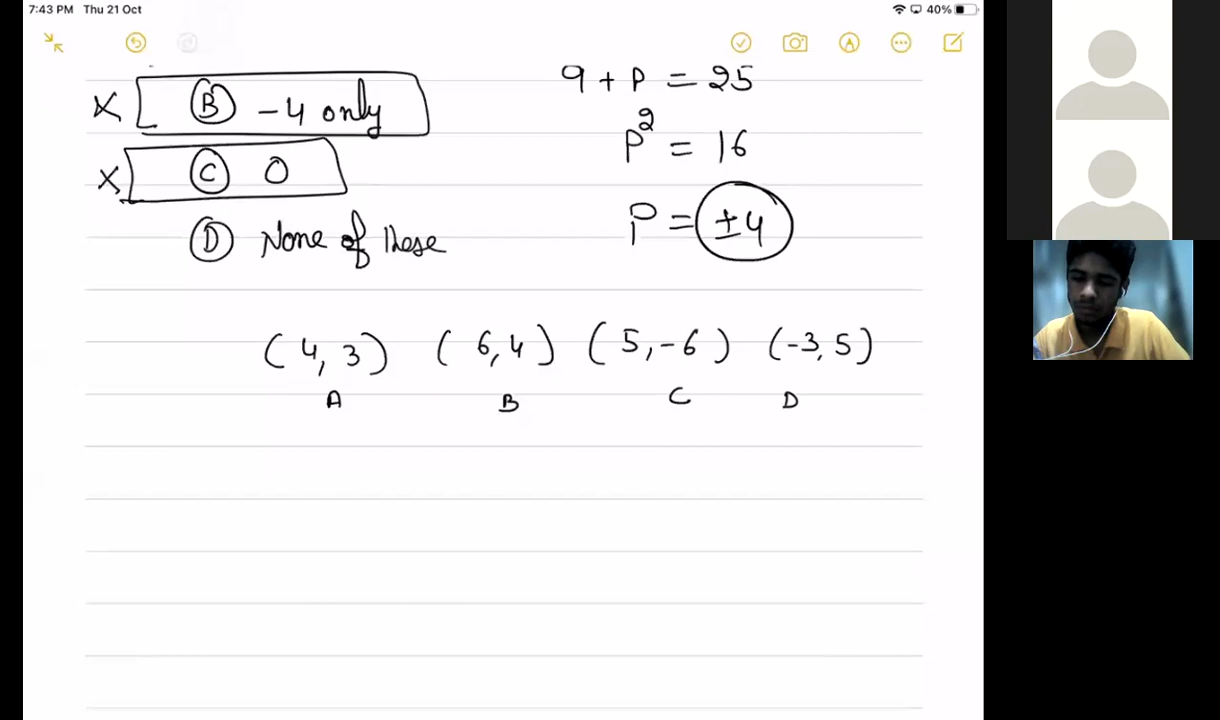 7:43 PM Thu 21 Oct
40%
X B -4 only
X C 0
D None of these
9 + P = 25
P² = 16
P = ±4
(4, 3) (6, 4) (5, -6) (-3, 5)
A B C D